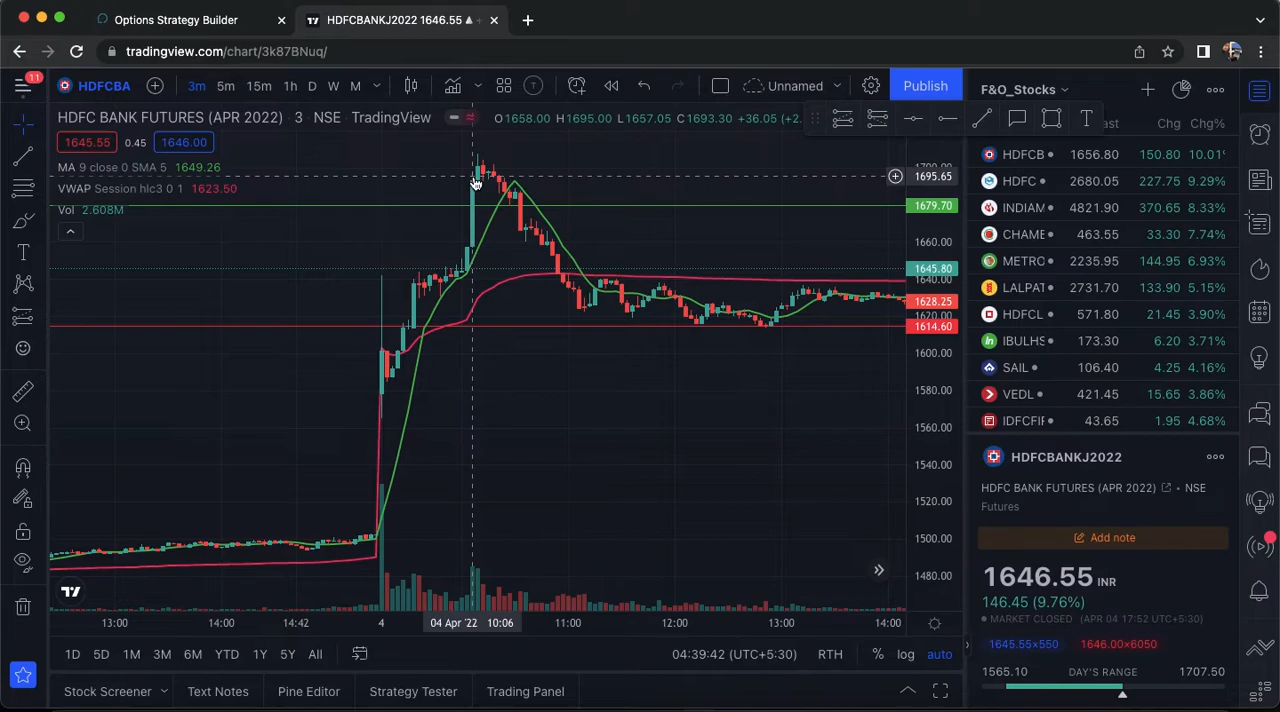 Options Strategy Builder
HDFCBANKJ2022 1646.55 ▲ +
tradingview.com/chart/3k87BNuq/
11
HDFCBA 3m 5m 15m 1h D W M Unnamed Publish
F&O_Stocks
HDFC BANK FUTURES (APR 2022) · 3 · NSE TradingView O1658.00 H1695.00 L1657.05 C1693.30 +36.05 (+2.
1645.55 0.45 1646.00
MA 9 close 0 SMA 5 1649.26
VWAP Session hlc3 0 1 1623.50
Vol 2.608M
1700.00
1695.65
1679.70
1660.00
1645.80
1640.00
1628.25
1620.00
1614.60
1600.00
1580.00
1560.00
1540.00
1520.00
1500.00
1480.00
13:00 14:00 14:42 4 04 Apr '22 10:06 11:00 12:00 13:00 14:00
1D 5D 1M 3M 6M YTD 1Y 5Y All 04:39:42 (UTC+5:30) RTH % log auto
Stock Screener Text Notes Pine Editor Strategy Tester Trading Panel
ast Chg Chg%
HDFCB 1656.80 150.80 10.01%
HDFC 2680.05 227.75 9.29%
INDIAM 4821.90 370.65 8.33%
CHAME 463.55 33.30 7.74%
METRO 2235.95 144.95 6.93%
LALPAT 2731.70 133.90 5.15%
HDFCL 571.80 21.45 3.90%
IBULHS 173.30 6.20 3.71%
SAIL 106.40 4.25 4.16%
VEDL 421.45 15.65 3.86%
IDFCFIF 43.65 1.95 4.68%
HDFCBANKJ2022
HDFC BANK FUTURES (APR 2022) • NSE
Futures
Add note
1646.55 INR
146.45 (9.76%)
MARKET CLOSED (APR 04 17:52 UTC+5:30)
1645.55×550 1646.00×6050
1565.10 DAY'S RANGE 1707.50